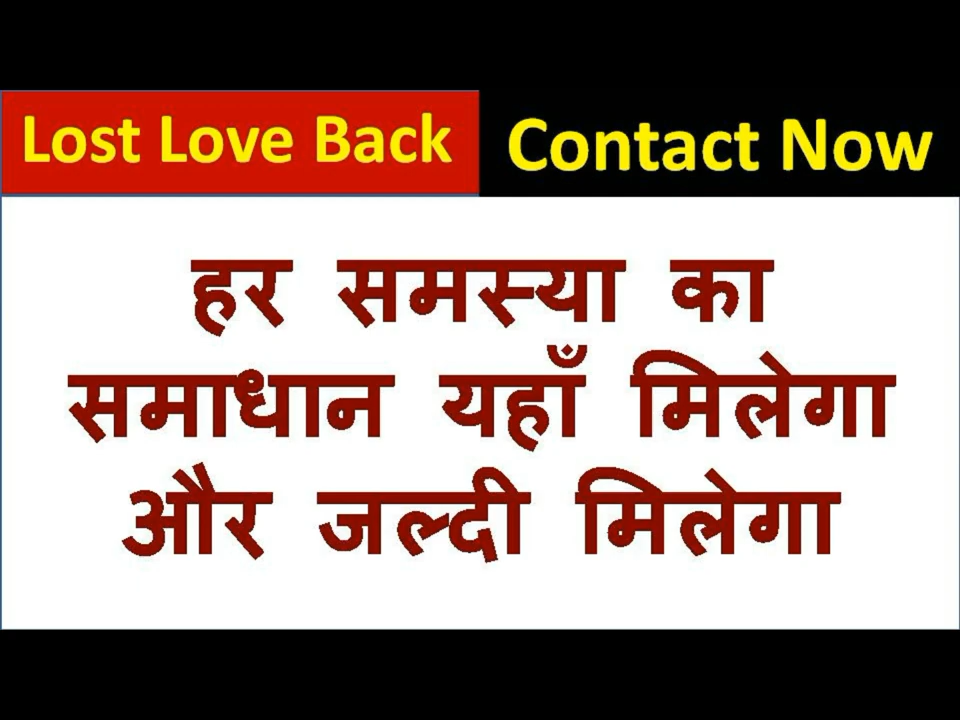 Lost Love Back
Contact Now
हर समस्या का
समाधान यहाँ मिलेगा
और जल्दी मिलेगा